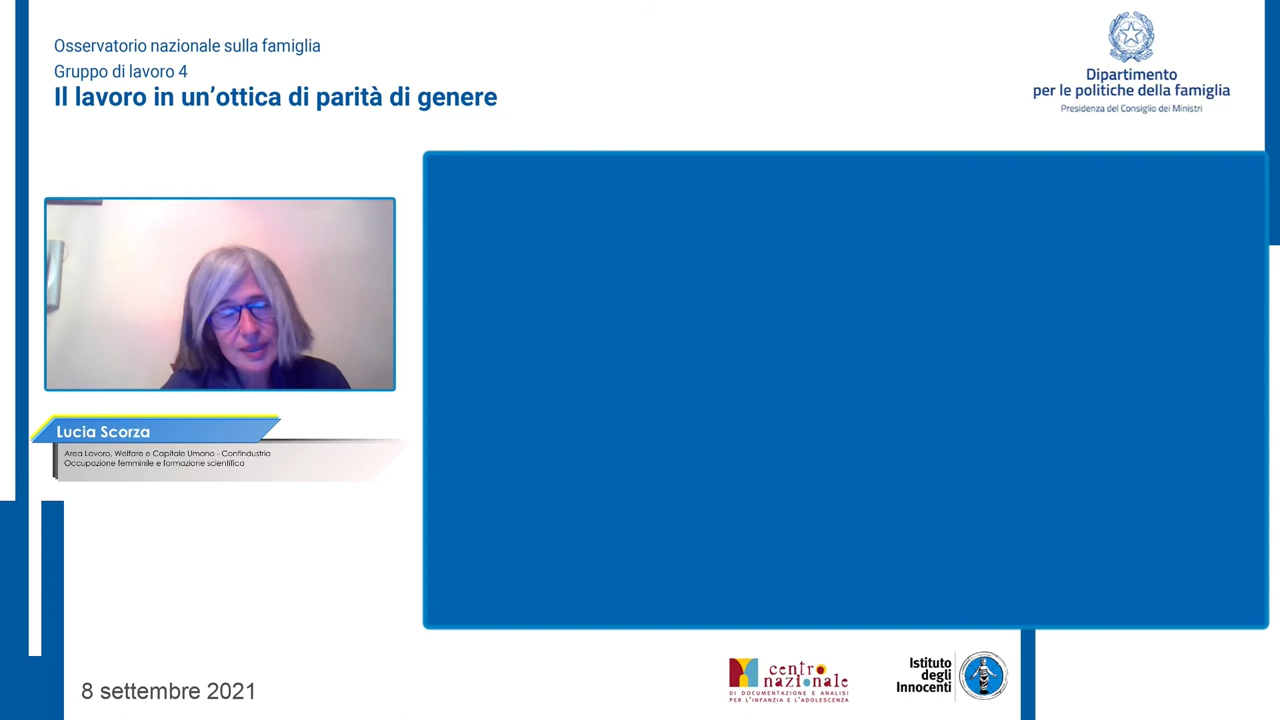 Osservatorio nazionale sulla famiglia
Gruppo di lavoro 4
Il lavoro in un'ottica di parità di genere
Dipartimento
per le politiche della famiglia
Presidenza del Consiglio dei Ministri
Lucia Scorza
Area Lavoro, Welfare e Capitale Umano - Confindustria
Occupazione femminile e formazione scientifica
8 settembre 2021
centro
nazionale
DI DOCUMENTAZIONE E ANALISI
PER L'INFANZIA E L'ADOLESCENZA
Istituto
degli
Innocenti